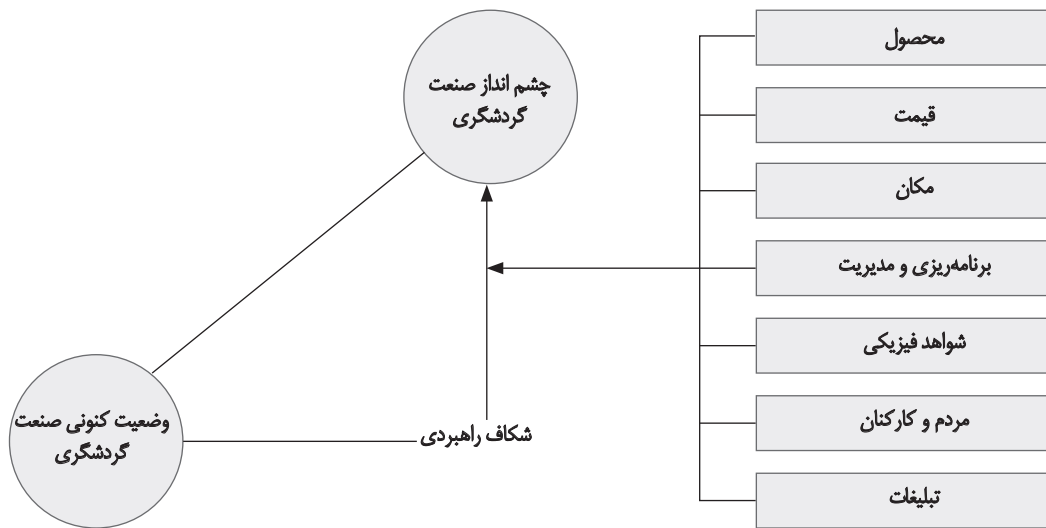 محصول
چشم انداز صنعت
گردشگری
قیمت
مکان
برنامه‌ریزی و مدیریت
شواهد فیزیکی
مردم و کارکنان
شکاف راهبردی
وضعیت کنونی صنعت
گردشگری
تبلیغات